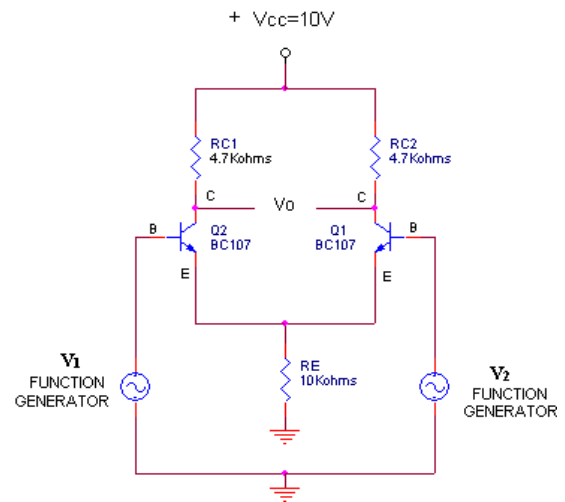 + Vcc=10V
RC1
4.7Kohms
RC2
4.7Kohms
C
Vo
C
B
Q2
BC107
Q1
BC107
B
E
E
V1
FUNCTION
GENERATOR
RE
10Kohms
V2
FUNCTION
GENERATOR